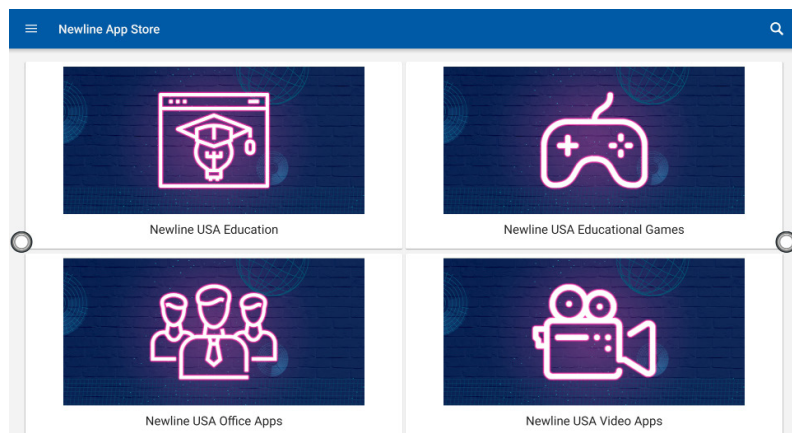 Newline App Store
Newline USA Education
Newline USA Educational Games
Newline USA Office Apps
Newline USA Video Apps